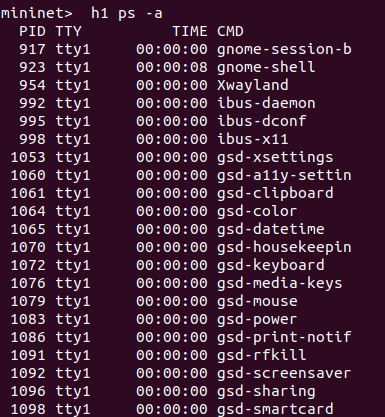 mininet> h1 ps -a
PID TTY TIME CMD
917 tty1 00:00:00 gnome-session-b
923 tty1 00:00:08 gnome-shell
954 tty1 00:00:00 Xwayland
992 tty1 00:00:00 ibus-daemon
995 tty1 00:00:00 ibus-dconf
998 tty1 00:00:00 ibus-x11
1053 tty1 00:00:00 gsd-xsettings
1060 tty1 00:00:00 gsd-a11y-settin
1061 tty1 00:00:00 gsd-clipboard
1064 tty1 00:00:00 gsd-color
1065 tty1 00:00:00 gsd-datetime
1070 tty1 00:00:00 gsd-housekeepin
1072 tty1 00:00:00 gsd-keyboard
1076 tty1 00:00:00 gsd-media-keys
1079 tty1 00:00:00 gsd-mouse
1083 tty1 00:00:00 gsd-power
1086 tty1 00:00:00 gsd-print-notif
1091 tty1 00:00:00 gsd-rfkill
1092 tty1 00:00:00 gsd-screensaver
1096 tty1 00:00:00 gsd-sharing
1098 tty1 00:00:00 gsd-smartcard